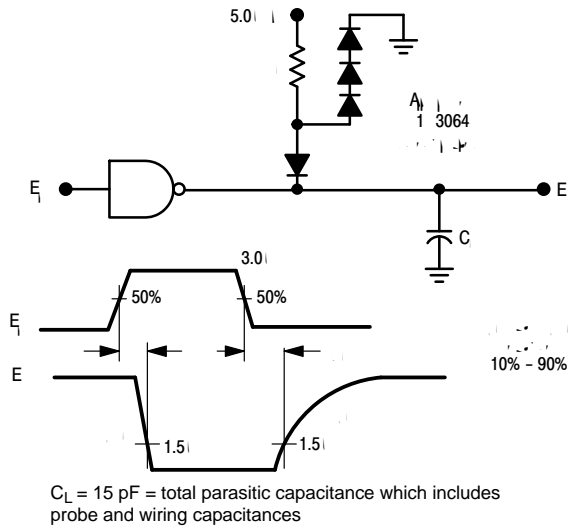 5.0
1 3064
E
E
C
3.0
50%
50%
E
10% – 90%
E
1.5
1.5
C_L = 15 pF = total parasitic capacitance which includes
probe and wiring capacitances